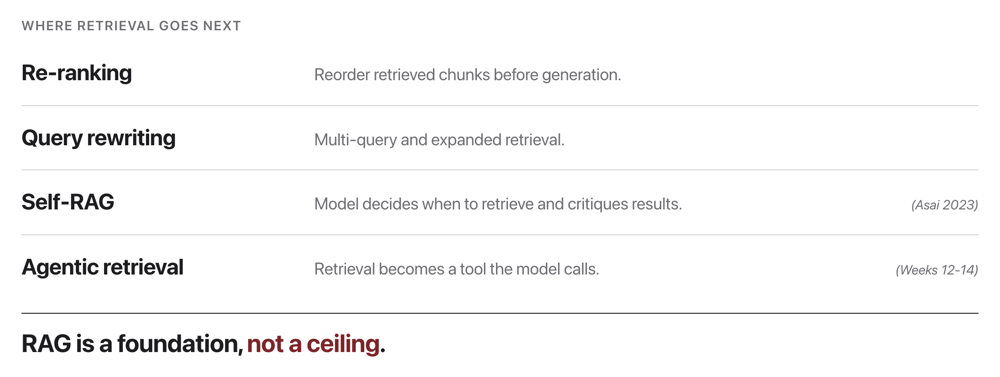 WHERE RETRIEVAL GOES NEXT
Re-ranking Reorder retrieved chunks before generation.
Query rewriting Multi-query and expanded retrieval.
Self-RAG Model decides when to retrieve and critiques results. (Asai 2023)
Agentic retrieval Retrieval becomes a tool the model calls. (Weeks 12-14)
RAG is a foundation, not a ceiling.